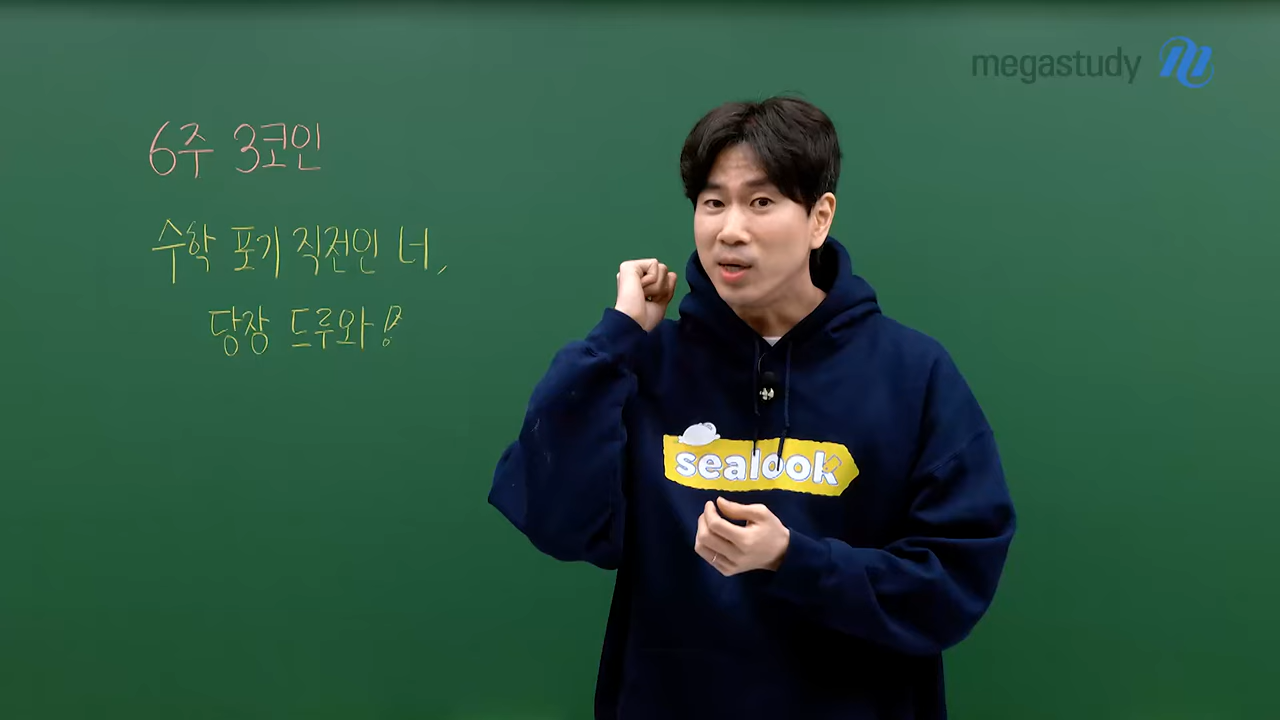 megastudy
6주 3코인
수학 포기 직전인 너,
당장 드루와!
sealook